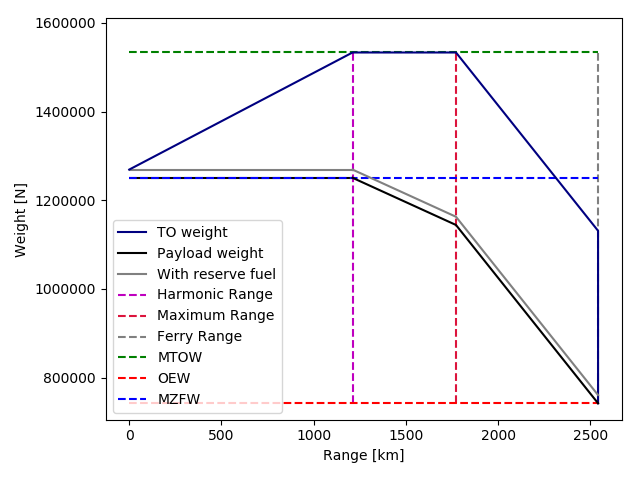 1600000
1400000
1200000
1000000
800000
Weight [N]
TO weight
Payload weight
With reserve fuel
Harmonic Range
Maximum Range
Ferry Range
MTOW
OEW
MZFW
0 500 1000 1500 2000 2500
Range [km]